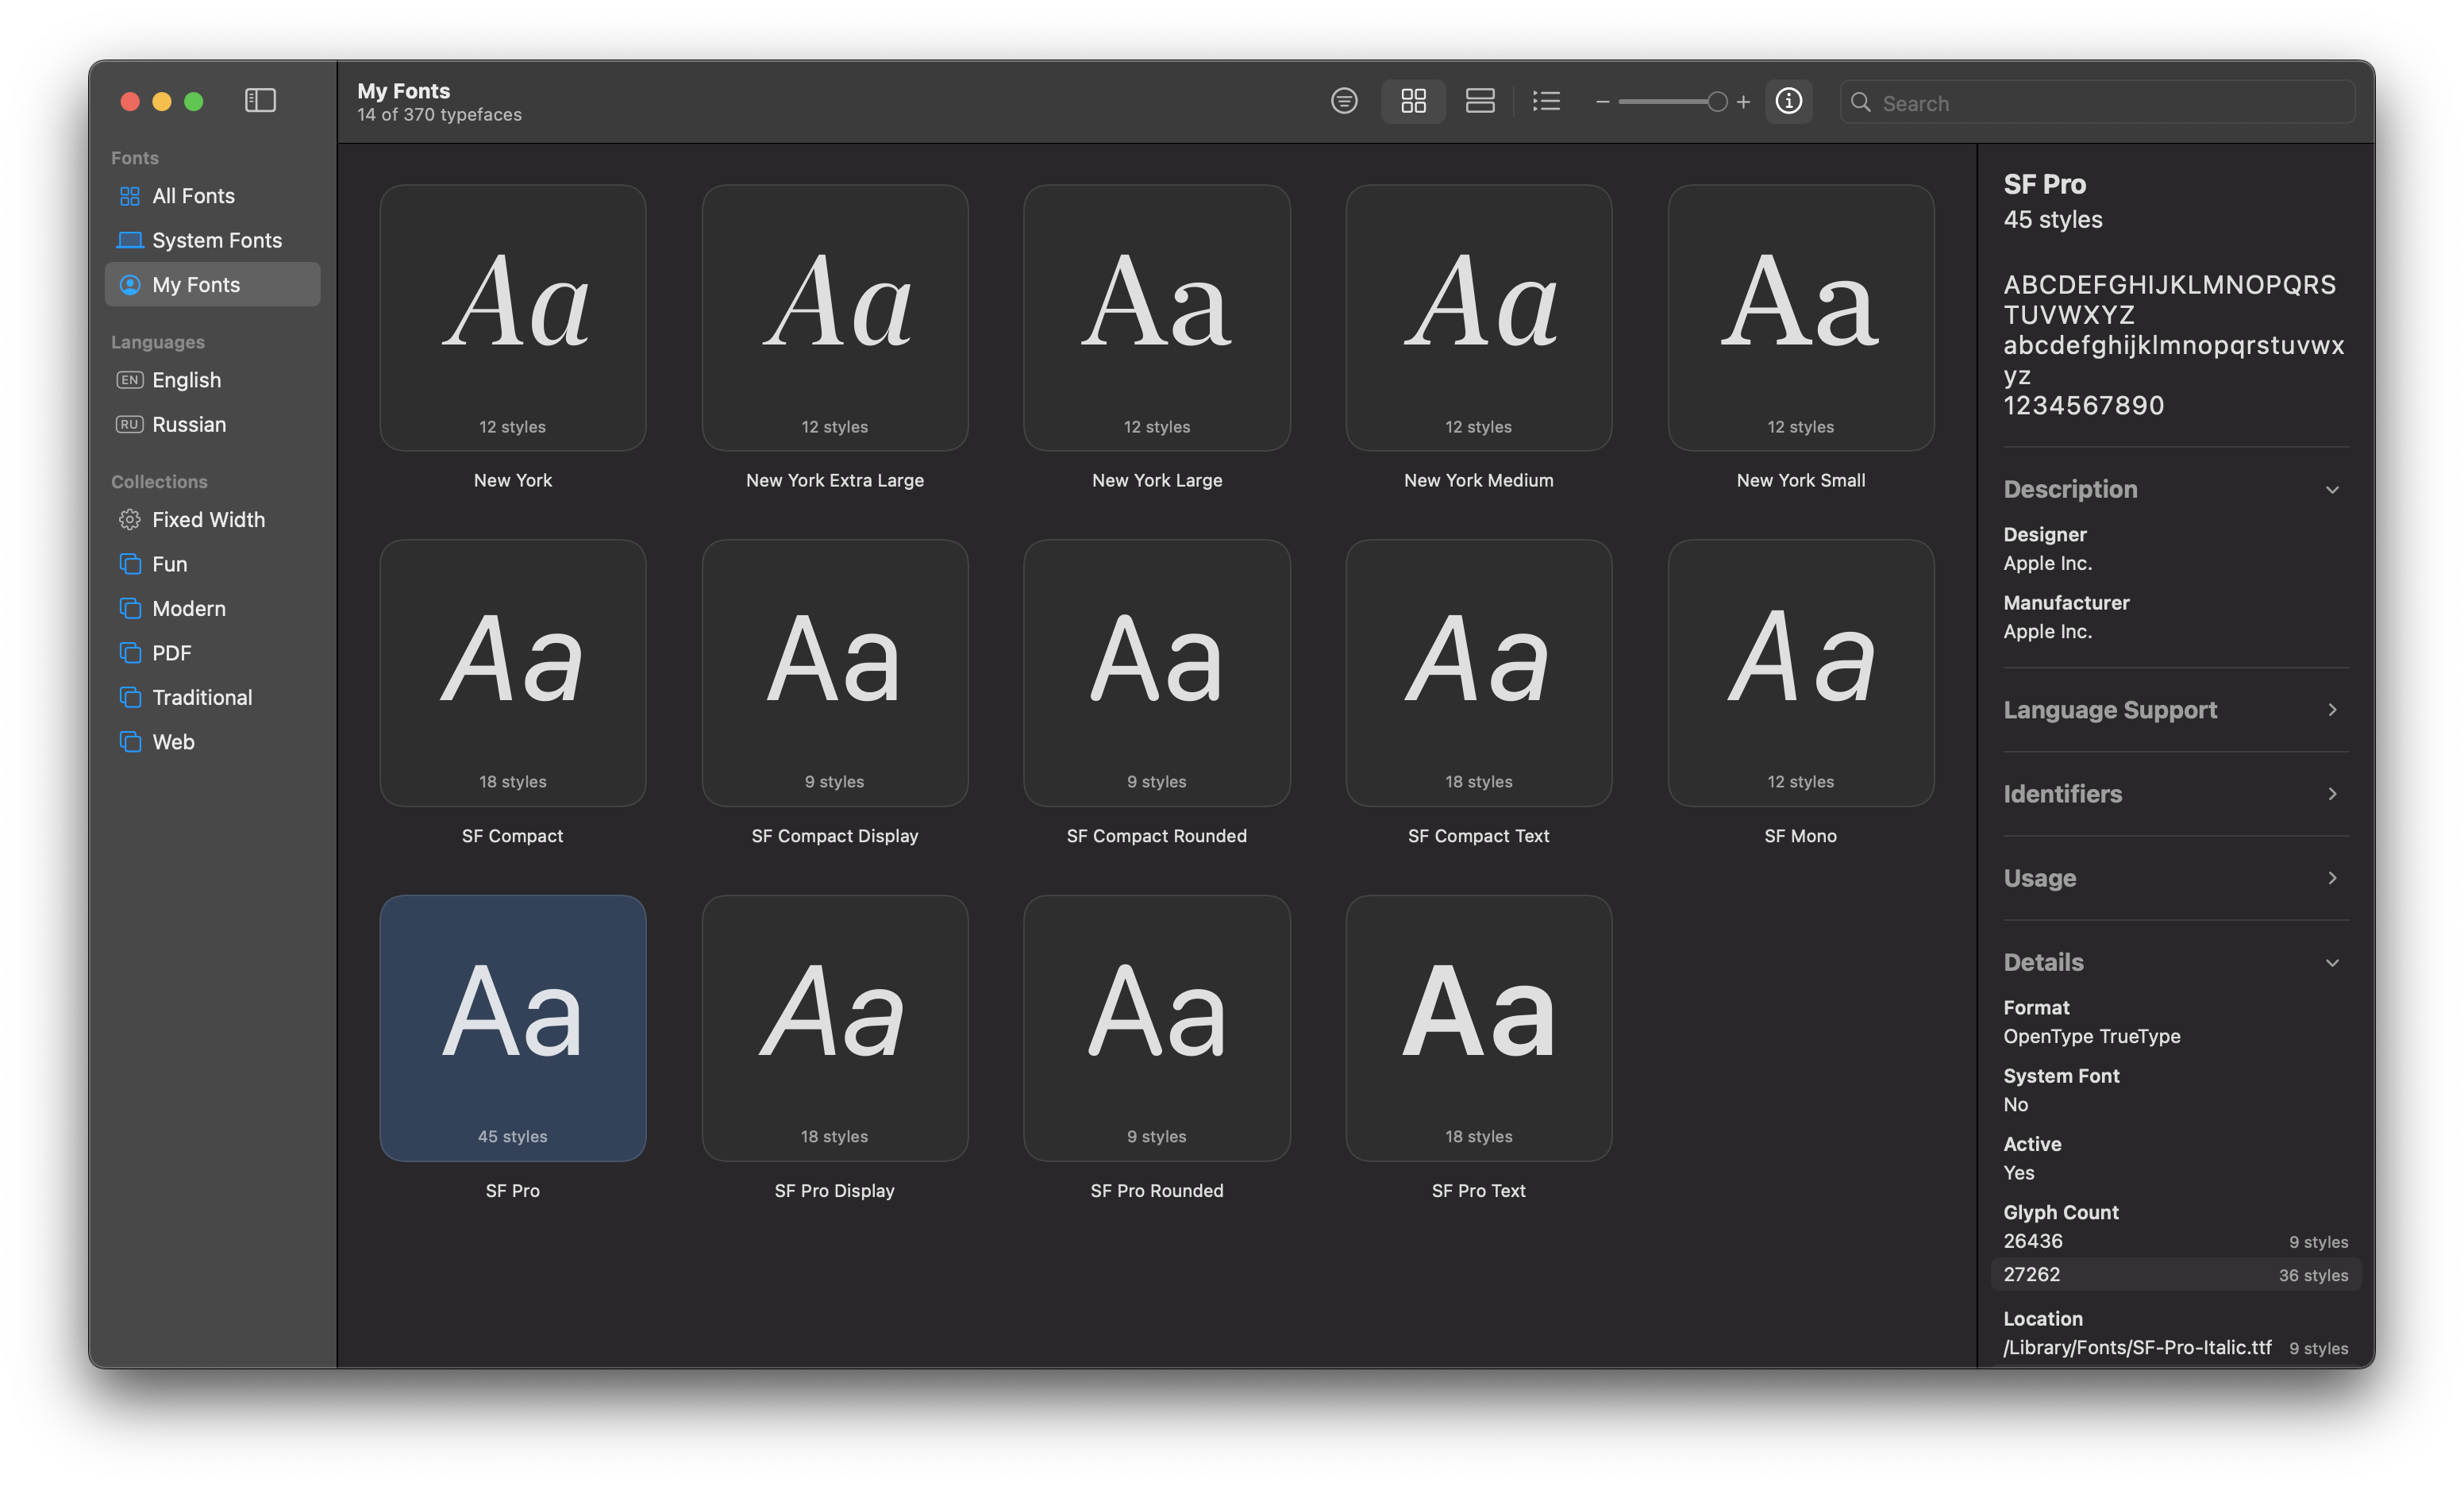 My Fonts
14 of 370 typefaces
Search
Fonts
All Fonts
System Fonts
My Fonts
Languages
EN English
RU Russian
Collections
Fixed Width
Fun
Modern
PDF
Traditional
Web
Aa
12 styles
New York
Aa
12 styles
New York Extra Large
Aa
12 styles
New York Large
Aa
12 styles
New York Medium
Aa
12 styles
New York Small
Aa
18 styles
SF Compact
Aa
9 styles
SF Compact Display
Aa
9 styles
SF Compact Rounded
Aa
18 styles
SF Compact Text
Aa
12 styles
SF Mono
Aa
45 styles
SF Pro
Aa
18 styles
SF Pro Display
Aa
9 styles
SF Pro Rounded
Aa
18 styles
SF Pro Text
SF Pro
45 styles
ABCDEFGHIJKLMNOPQRS
TUVWXYZ
abcdefghijklmnopqrstuvwx
yz
1234567890
Description
Designer
Apple Inc.
Manufacturer
Apple Inc.
Language Support
Identifiers
Usage
Details
Format
OpenType TrueType
System Font
No
Active
Yes
Glyph Count
26436 9 styles
27262 36 styles
Location
/Library/Fonts/SF-Pro-Italic.ttf 9 styles